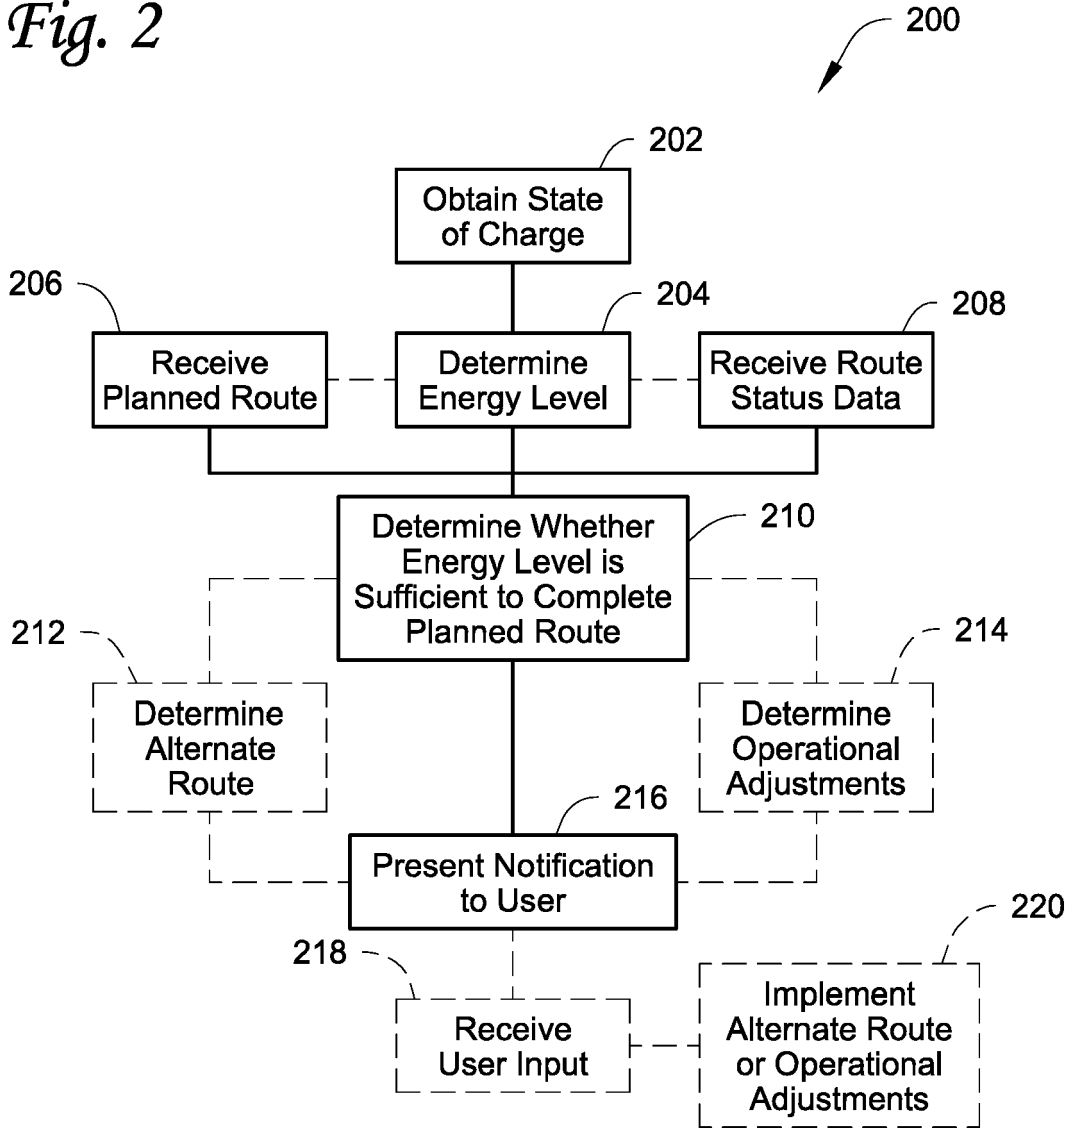 Fig. 2
200
202
Obtain State
of Charge
206
204
208
Receive
Planned Route
Determine
Energy Level
Receive Route
Status Data
210
Determine Whether
Energy Level is
Sufficient to Complete
Planned Route
212
214
Determine
Alternate
Route
Determine
Operational
Adjustments
216
Present Notification
to User
218
220
Receive
User Input
Implement
Alternate Route
or Operational
Adjustments